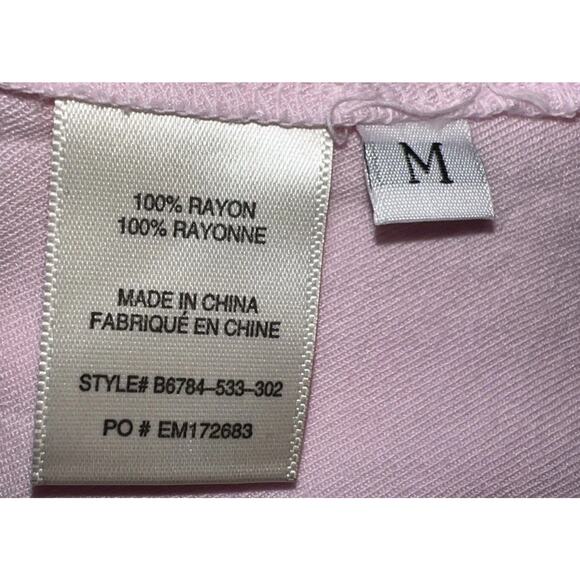 100% RAYON
100% RAYONNE
MADE IN CHINA
FABRIQUÉ EN CHINE
STYLE# B6784-533-302
PO # EM172683
M